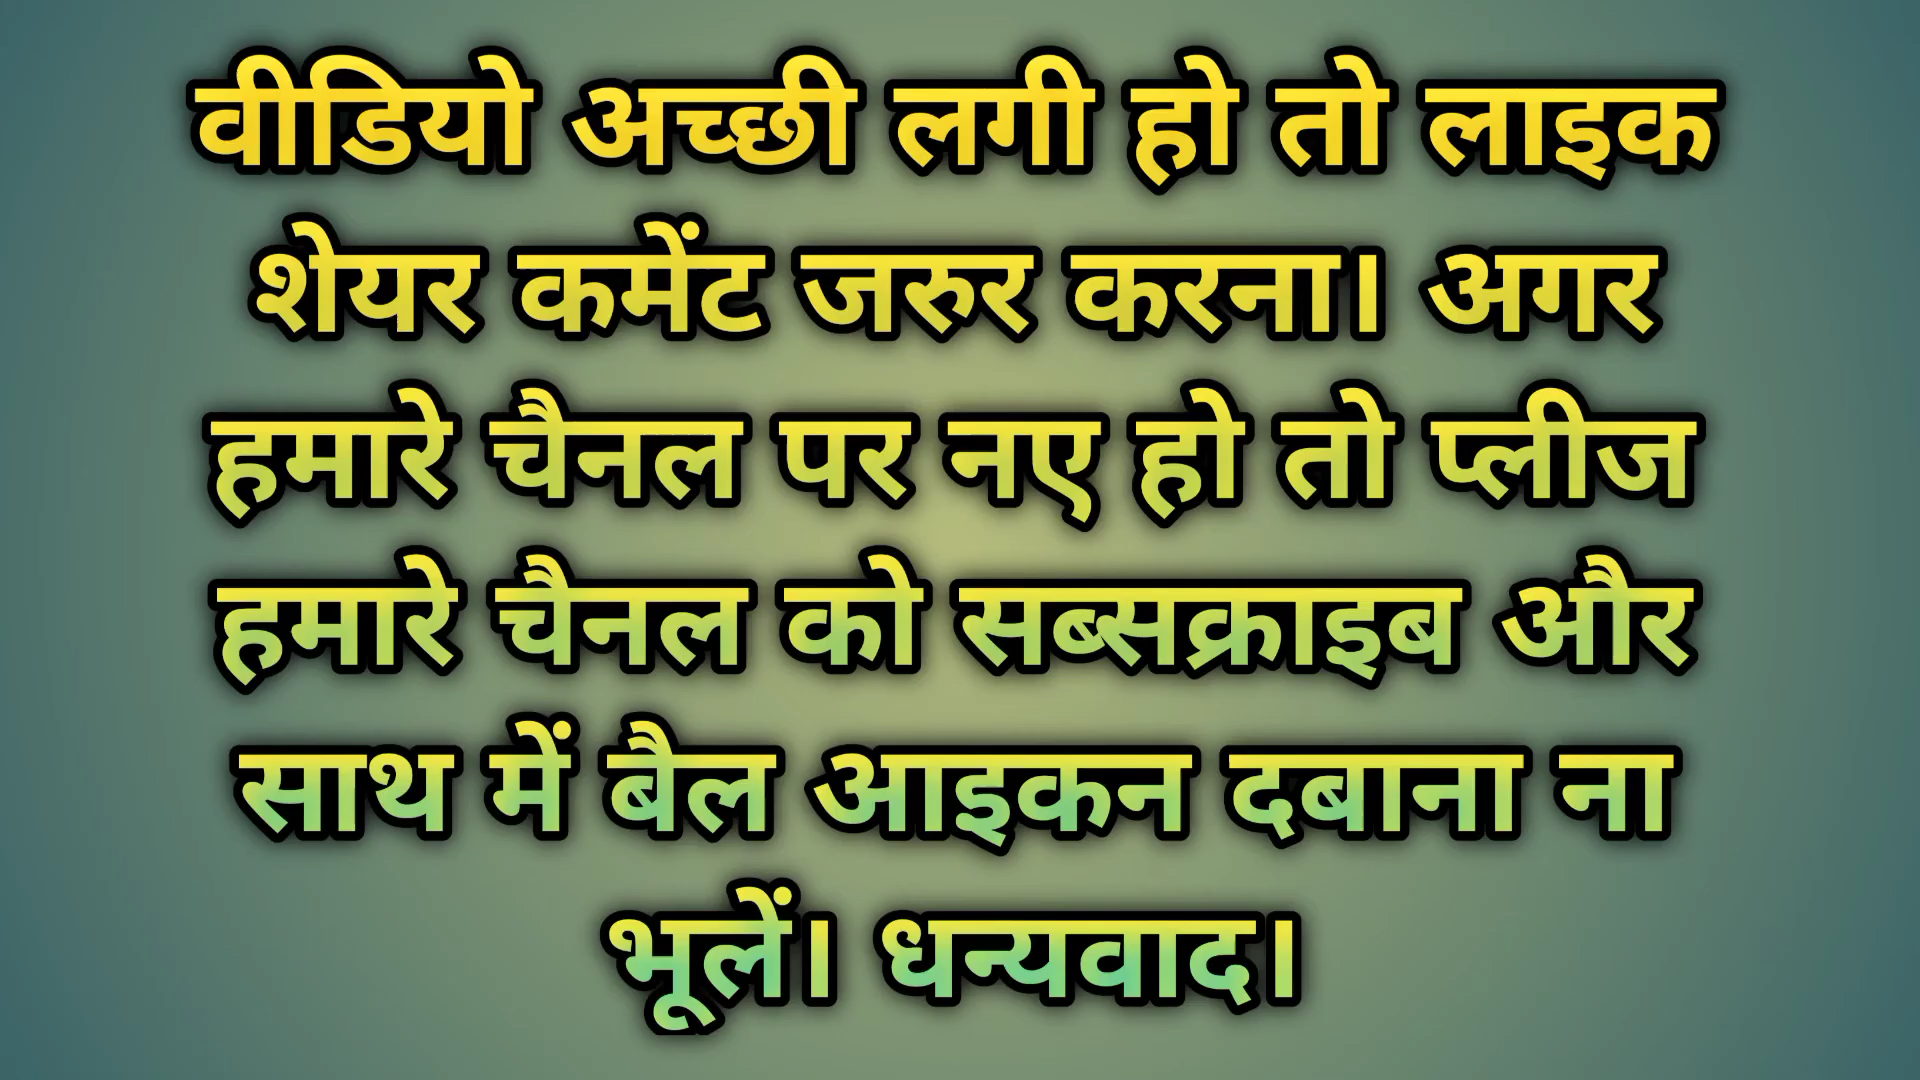 वीडियो अच्छी लगी हो तो लाइक
शेयर कमेंट जरुर करना। अगर
हमारे चैनल पर नए हो तो प्लीज
हमारे चैनल को सब्सक्राइब और
साथ में बैल आइकन दबाना ना
भूलें। धन्यवाद।